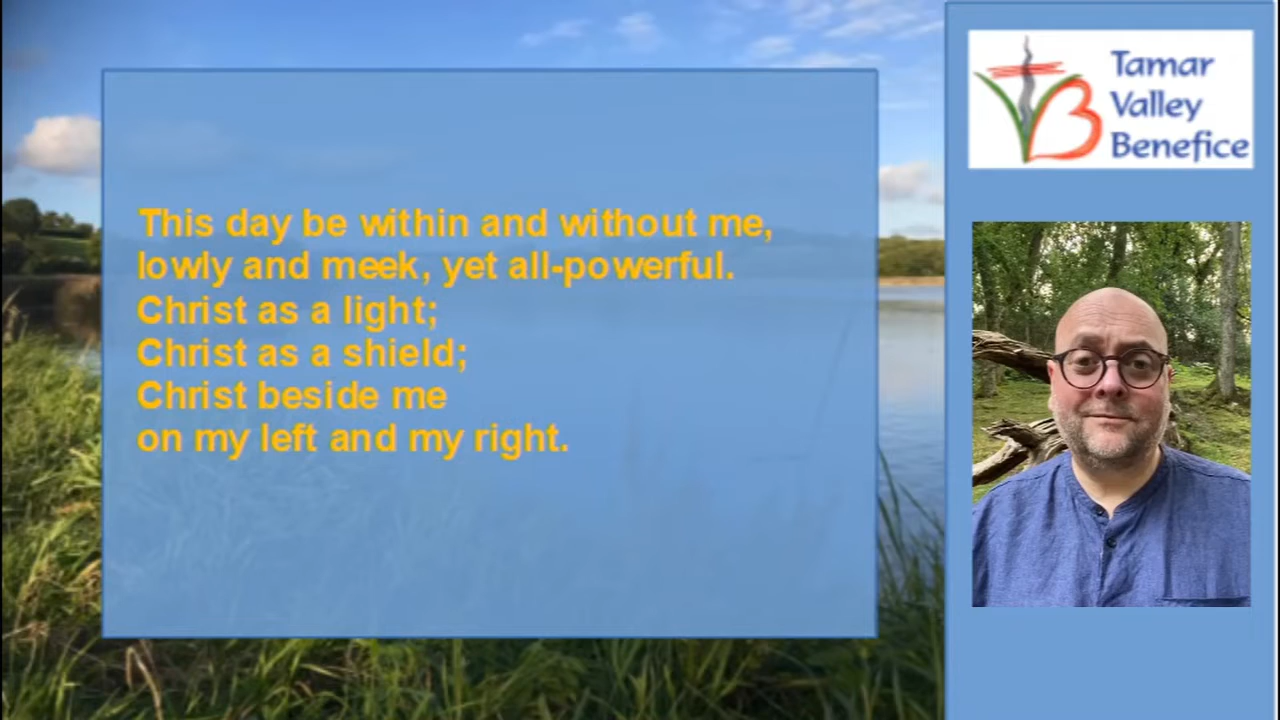 This day be within and without me,
lowly and meek, yet all-powerful.
Christ as a light;
Christ as a shield;
Christ beside me
on my left and my right.
Tamar
Valley
Benefice